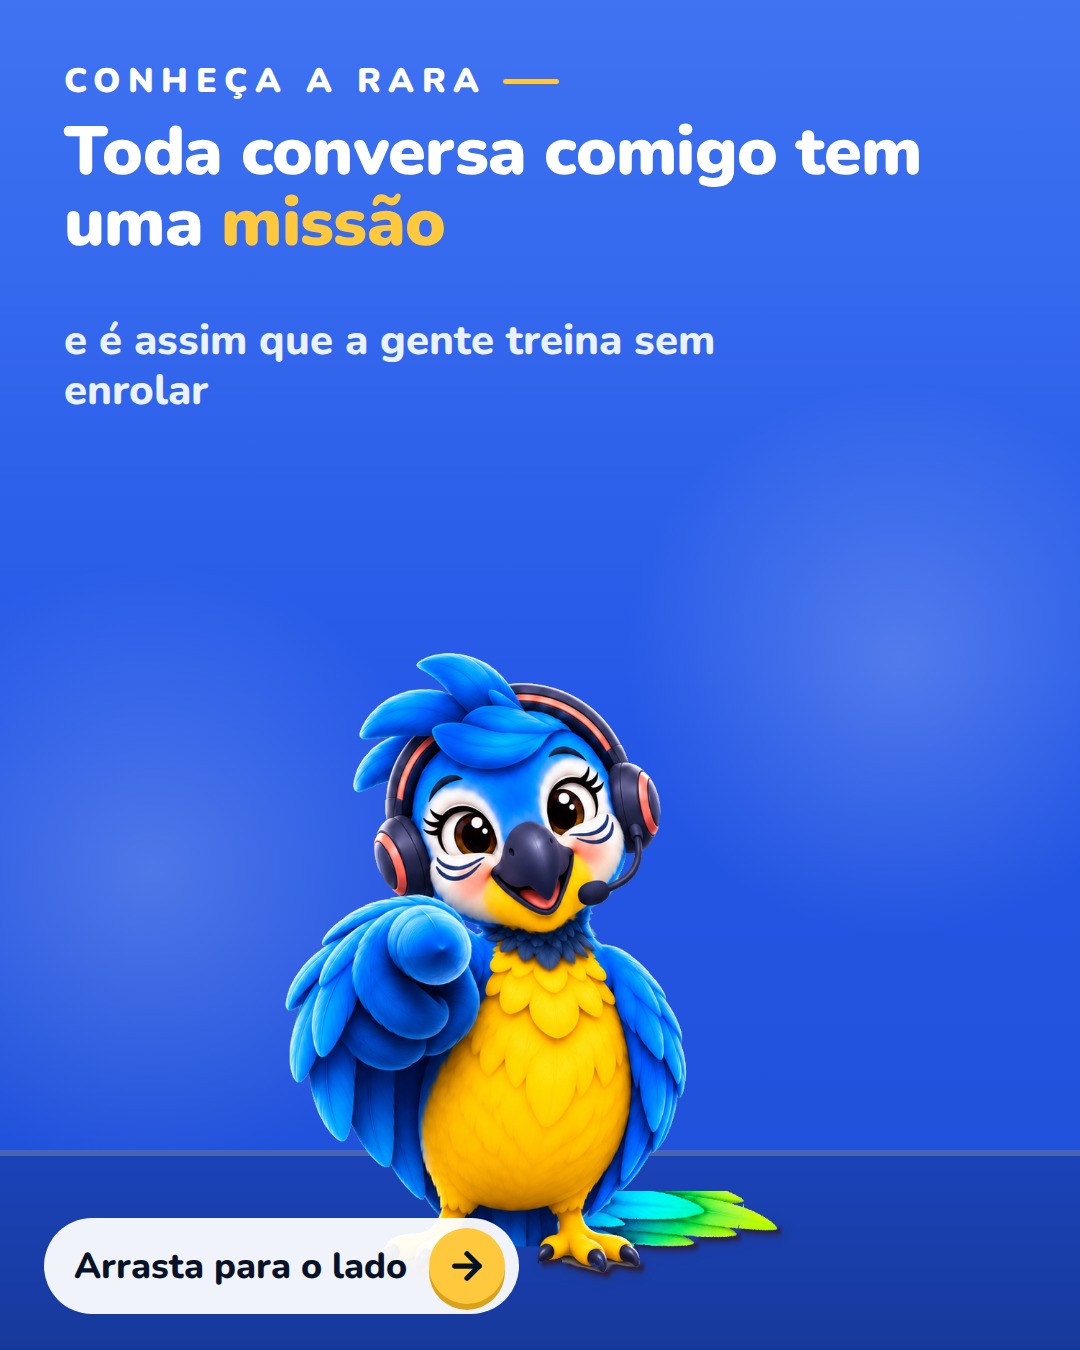 CONHEÇA A RARA
Toda conversa comigo tem
uma missão
e é assim que a gente treina sem
enrolar
Arrasta para o lado